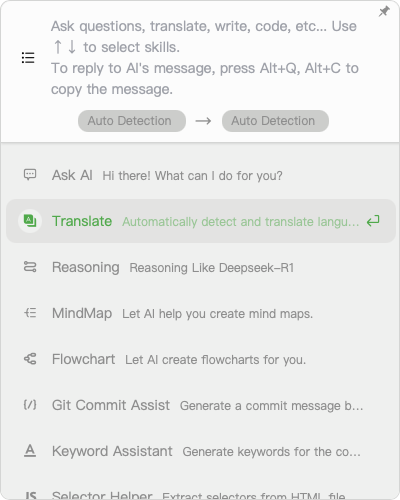 Ask questions, translate, write, code, etc... Use
↑↓ to select skills.
To reply to AI's message, press Alt+Q, Alt+C to
copy the message.
Auto Detection → Auto Detection
Ask AI Hi there! What can I do for you?
Translate Automatically detect and translate langu...
Reasoning Reasoning Like Deepseek-R1
MindMap Let AI help you create mind maps.
Flowchart Let AI create flowcharts for you.
Git Commit Assist Generate a commit message b...
Keyword Assistant Generate keywords for the co...
JS Selector Helper Extract selectors from HTML file